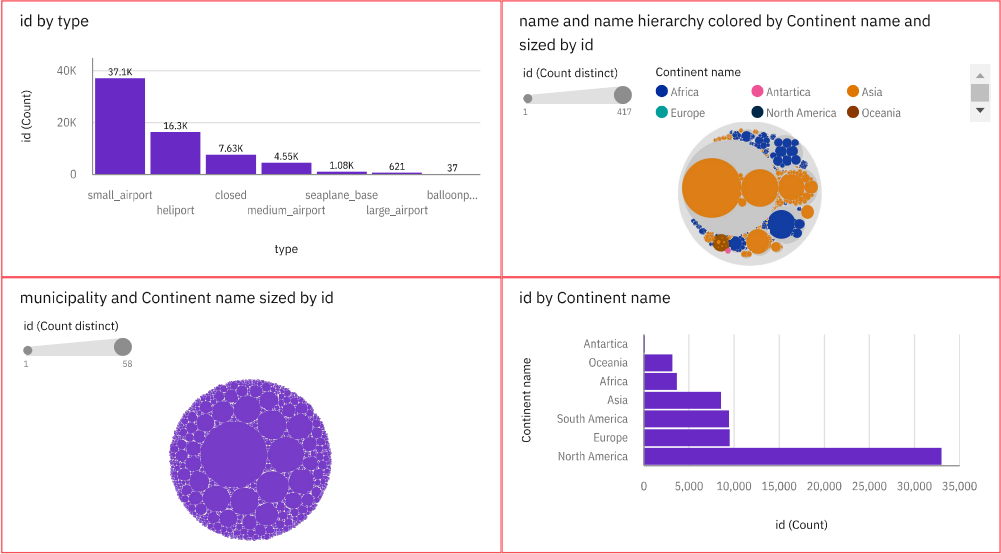 id by type
40K
20K
0
id (Count)
37.1K
16.3K
7.63K
4.55K
1.08K
621
37
small_airport
heliport
closed
medium_airport
seaplane_base
large_airport
balloonp...
type
name and name hierarchy colored by Continent name and
sized by id
id (Count distinct)
1
417
Continent name
Africa
Antartica
Asia
Europe
North America
Oceania
municipality and Continent name sized by id
id (Count distinct)
1
58
id by Continent name
Continent name
Antartica
Oceania
Africa
Asia
South America
Europe
North America
0
5,000
10,000
15,000
20,000
25,000
30,000
35,000
id (Count)